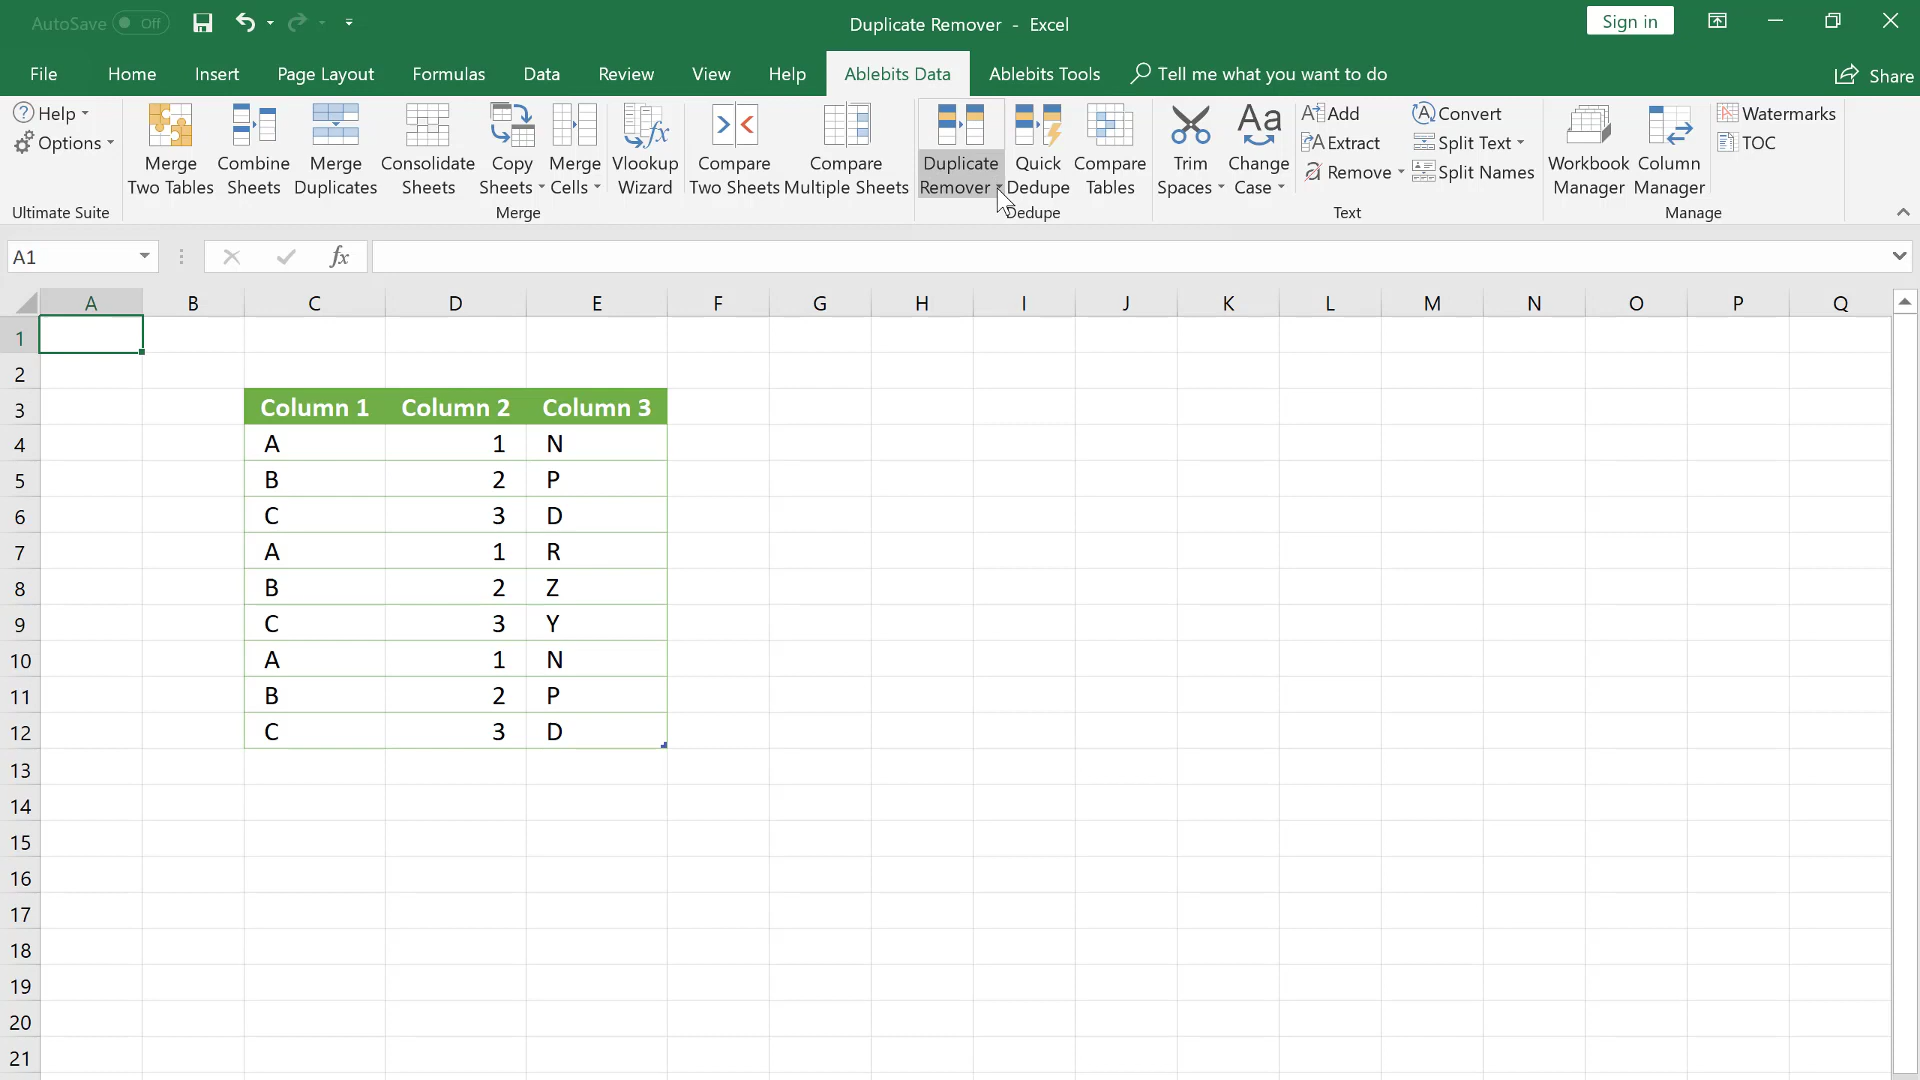 AutoSave Off
Duplicate Remover - Excel
Sign in
File Home Insert Page Layout Formulas Data Review View Help Ablebits Data Ablebits Tools Tell me what you want to do Share
Help
Options
Ultimate Suite
Merge
Two Tables
Combine
Sheets
Merge
Duplicates
Consolidate
Sheets
Copy
Sheets
Merge
Cells
Vlookup
Wizard
Compare
Two Sheets
Compare
Multiple Sheets
Merge
Duplicate
Remover
Quick
Dedupe
Compare
Tables
Dedupe
Trim
Spaces
Change
Case
Add
Extract
Remove
Convert
Split Text
Split Names
Text
Workbook
Manager
Column
Manager
Watermarks
TOC
Manage
A1
fx
A B C D E F G H I J K L M N O P Q
1
2
3 Column 1 Column 2 Column 3
4 A 1 N
5 B 2 P
6 C 3 D
7 A 1 R
8 B 2 Z
9 C 3 Y
10 A 1 N
11 B 2 P
12 C 3 D
13
14
15
16
17
18
19
20
21